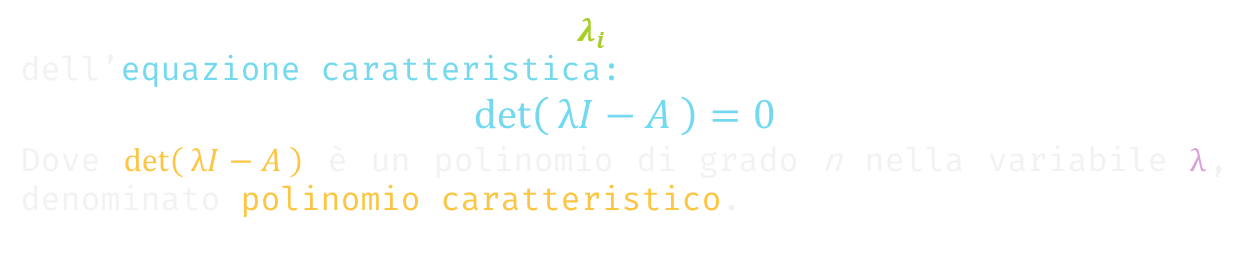 λi
dell'equazione caratteristica:
det( λI − A ) = 0
Dove det( λI − A ) è un polinomio di grado n nella variabile λ,
denominato polinomio caratteristico.